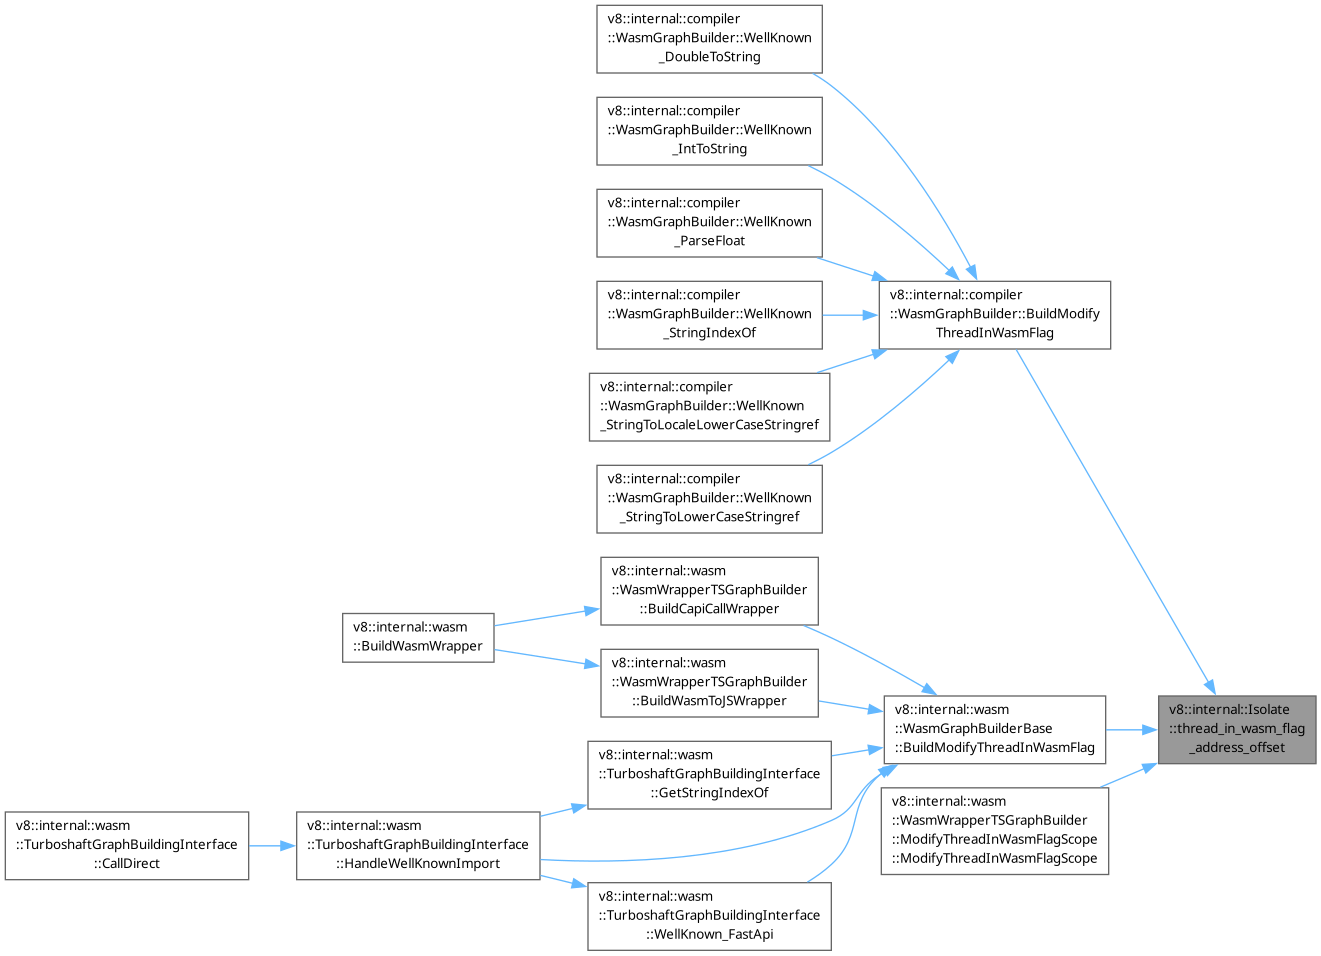 v8::internal::compiler
::WasmGraphBuilder::WellKnown
_DoubleToString
v8::internal::compiler
::WasmGraphBuilder::WellKnown
_IntToString
v8::internal::compiler
::WasmGraphBuilder::WellKnown
_ParseFloat
v8::internal::compiler
::WasmGraphBuilder::WellKnown
_StringIndexOf
v8::internal::compiler
::WasmGraphBuilder::BuildModify
ThreadInWasmFlag
v8::internal::compiler
::WasmGraphBuilder::WellKnown
_StringToLocaleLowerCaseStringref
v8::internal::compiler
::WasmGraphBuilder::WellKnown
_StringToLowerCaseStringref
v8::internal::wasm
::WasmWrapperTSGraphBuilder
::BuildCapiCallWrapper
v8::internal::wasm
::BuildWasmWrapper
v8::internal::wasm
::WasmWrapperTSGraphBuilder
::BuildWasmToJSWrapper
v8::internal::wasm
::WasmGraphBuilderBase
::BuildModifyThreadInWasmFlag
v8::internal::Isolate
::thread_in_wasm_flag
_address_offset
v8::internal::wasm
::TurboshaftGraphBuildingInterface
::GetStringIndexOf
v8::internal::wasm
::WasmWrapperTSGraphBuilder
::ModifyThreadInWasmFlagScope
::ModifyThreadInWasmFlagScope
v8::internal::wasm
::TurboshaftGraphBuildingInterface
::CallDirect
v8::internal::wasm
::TurboshaftGraphBuildingInterface
::HandleWellKnownImport
v8::internal::wasm
::TurboshaftGraphBuildingInterface
::WellKnown_FastApi